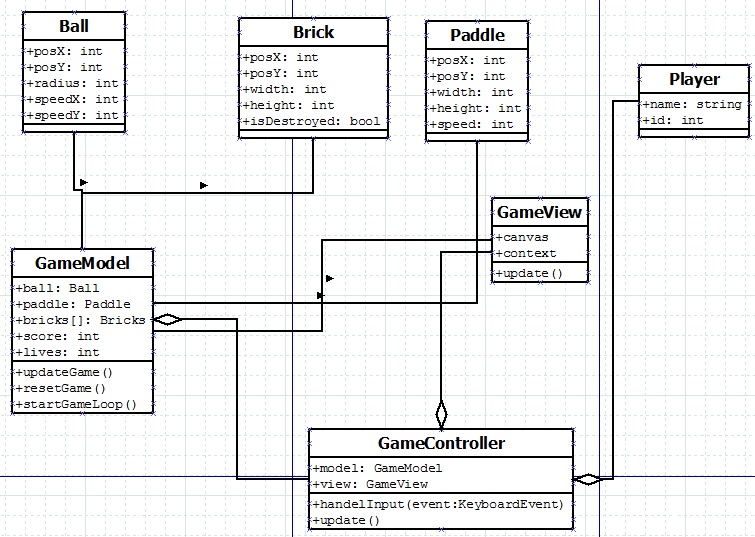 Ball
+posX: int
+posY: int
+radius: int
+speedX: int
+speedY: int
Brick
+posX: int
+posY: int
+width: int
+height: int
+isDestroyed: bool
Paddle
+posX: int
+posY: int
+width: int
+height: int
+speed: int
Player
+name: string
+id: int
GameView
+canvas
+context
+update()
GameModel
+ball: Ball
+paddle: Paddle
+bricks[]: Bricks
+score: int
+lives: int
+updateGame()
+resetGame()
+startGameLoop()
GameController
+model: GameModel
+view: GameView
+handelInput(event:KeyboardEvent)
+update()